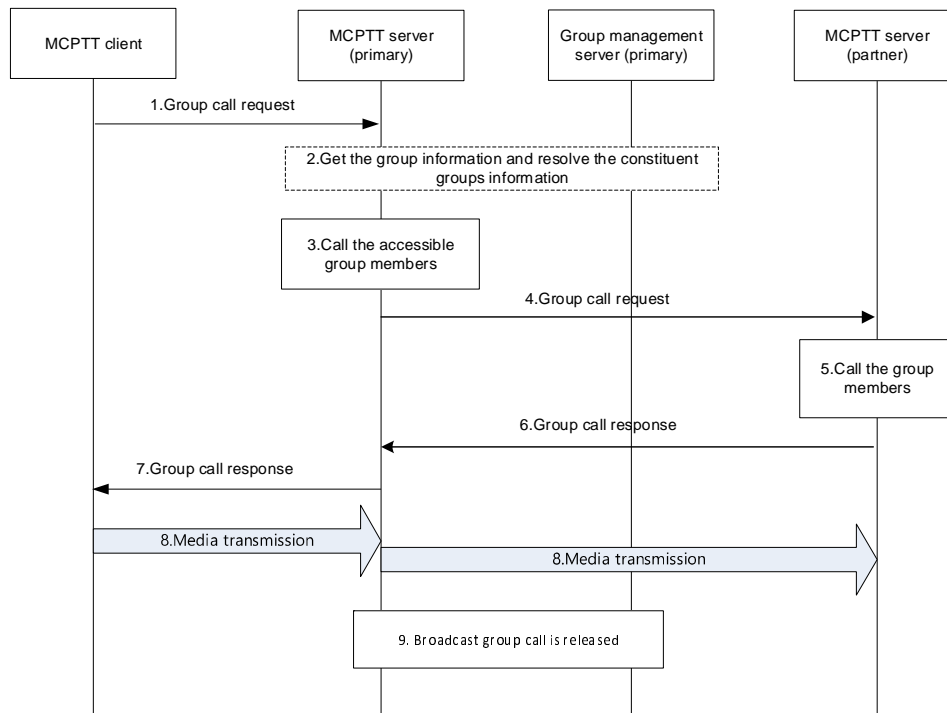 MCPTT client
MCPTT server
(primary)
Group management
server (primary)
MCPTT server
(partner)
1.Group call request
2.Get the group information and resolve the constituent
groups information
3.Call the accessible
group members
4.Group call request
5.Call the group
members
6.Group call response
7.Group call response
8.Media transmission
8.Media transmission
9. Broadcast group call is released